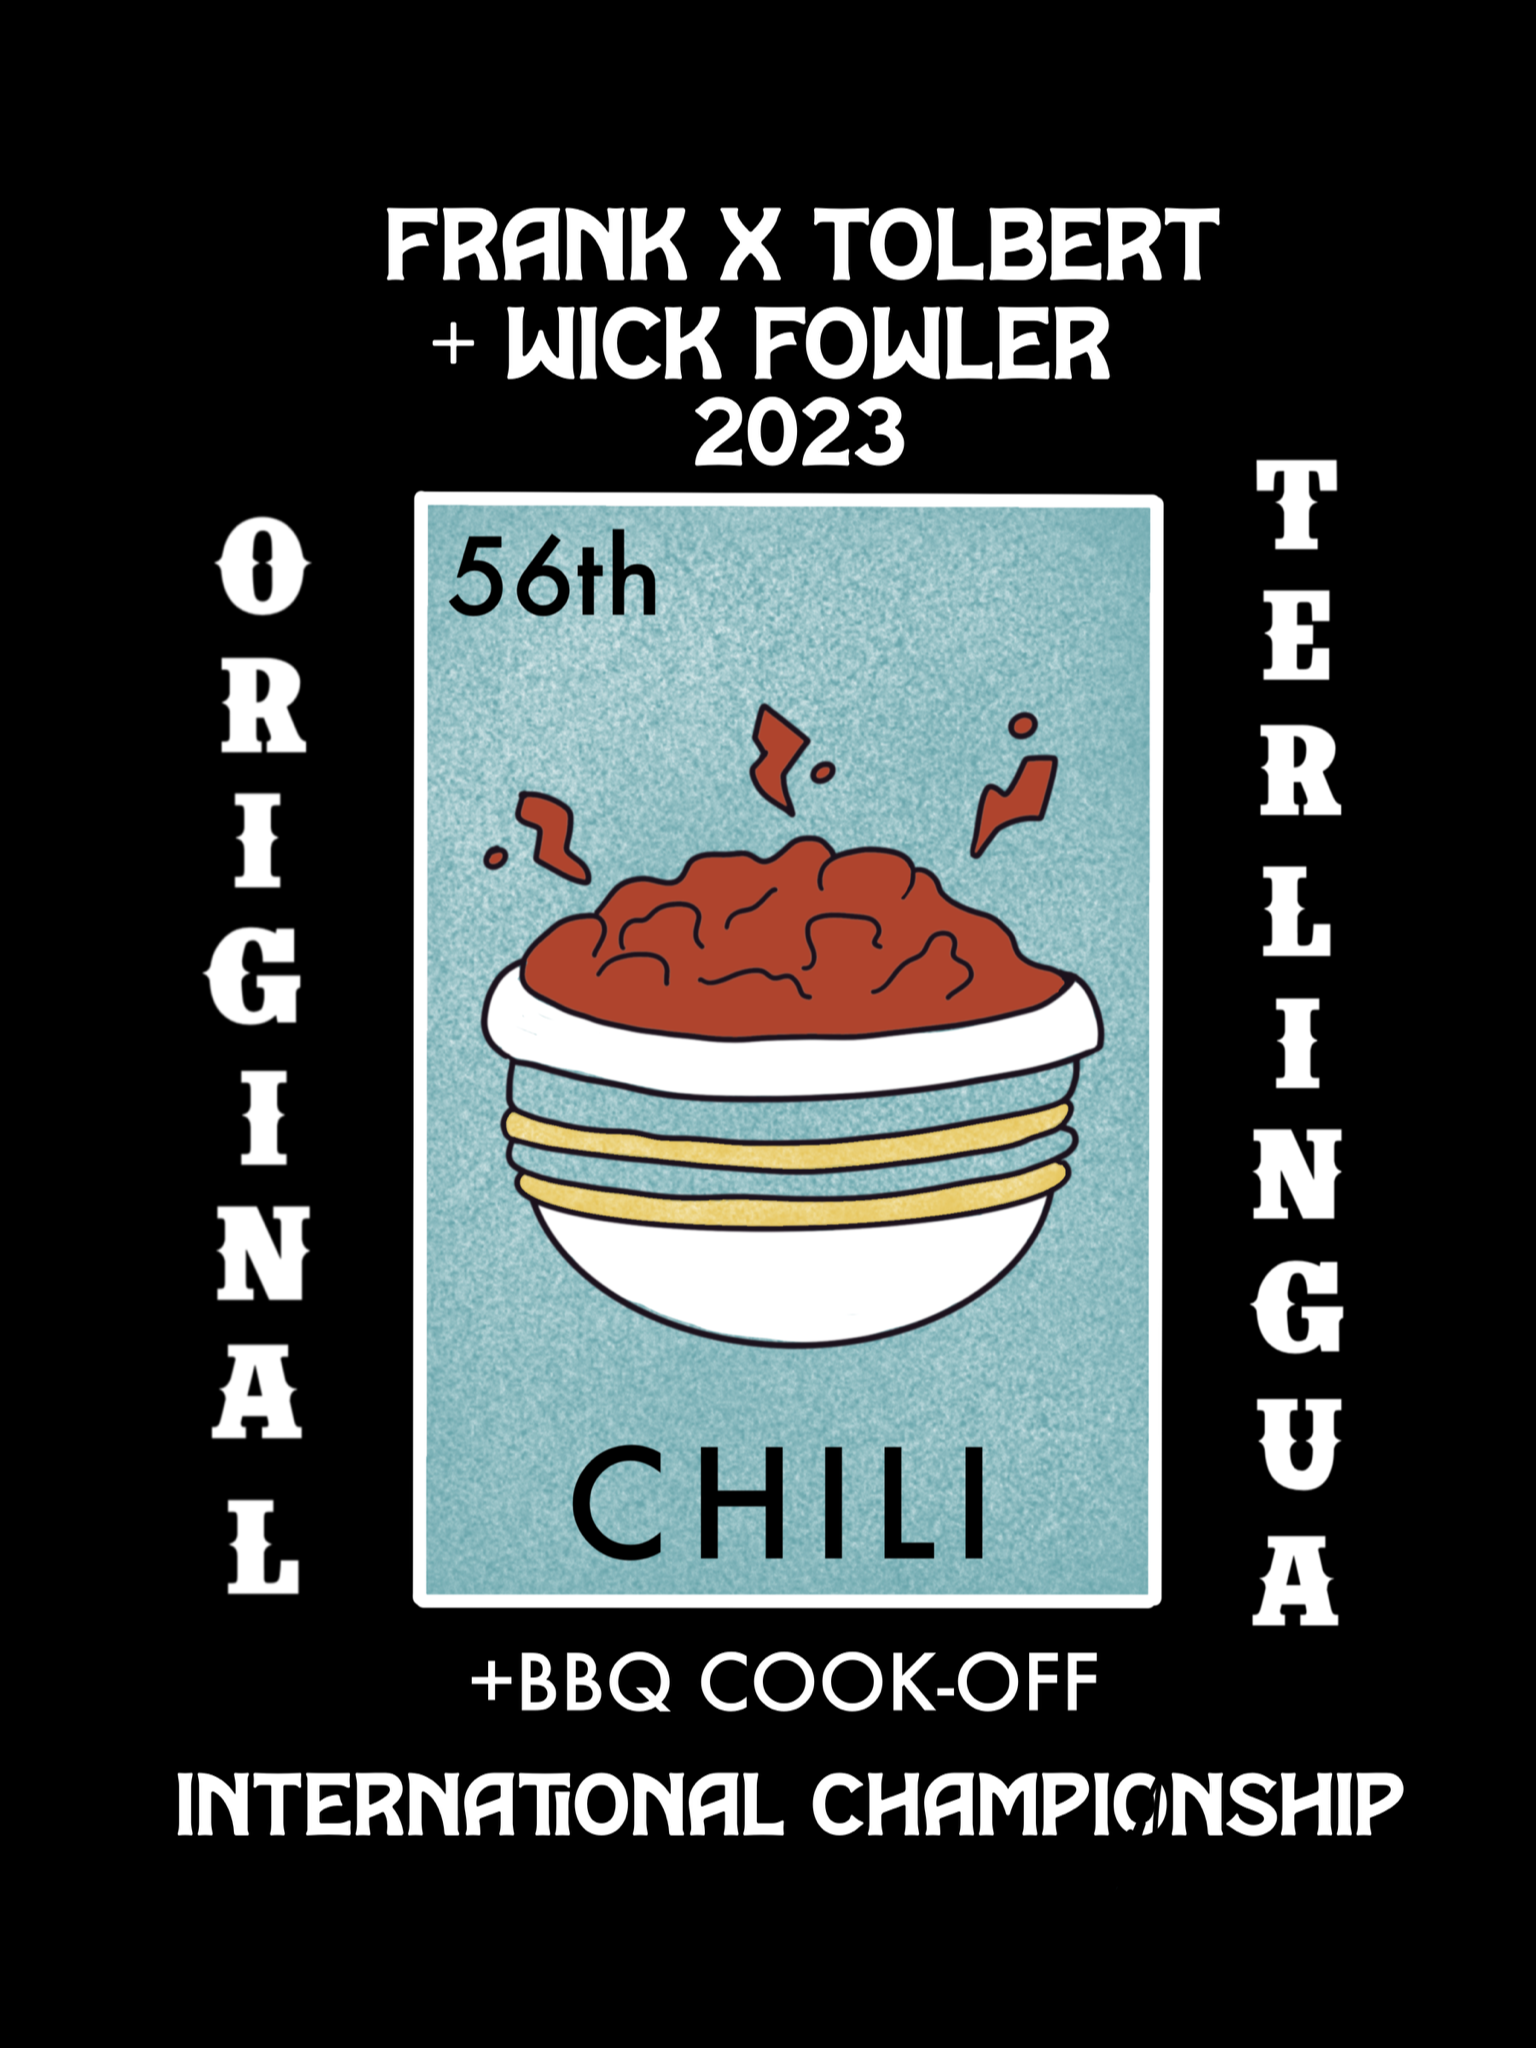 FRANK X TOLBERT
+ WICK FOWLER
2023
ORIGINAL
TERLINGUA
56th
CHILI
+BBQ COOK-OFF
INTERNATIONAL CHAMPIONSHIP